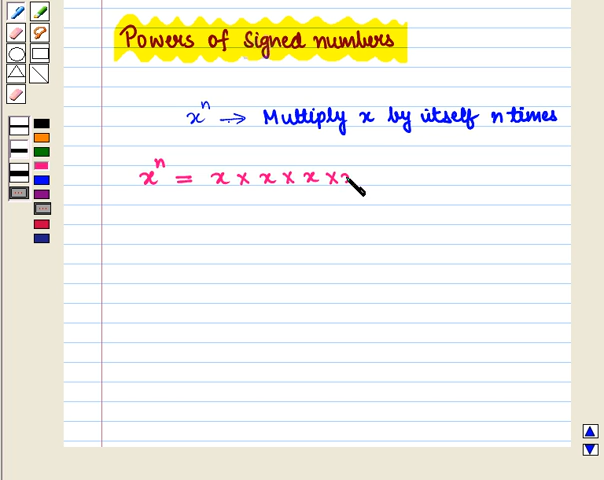 Powers of signed numbers
xⁿ → Multiply x by itself n times
xⁿ = x × x × x ×